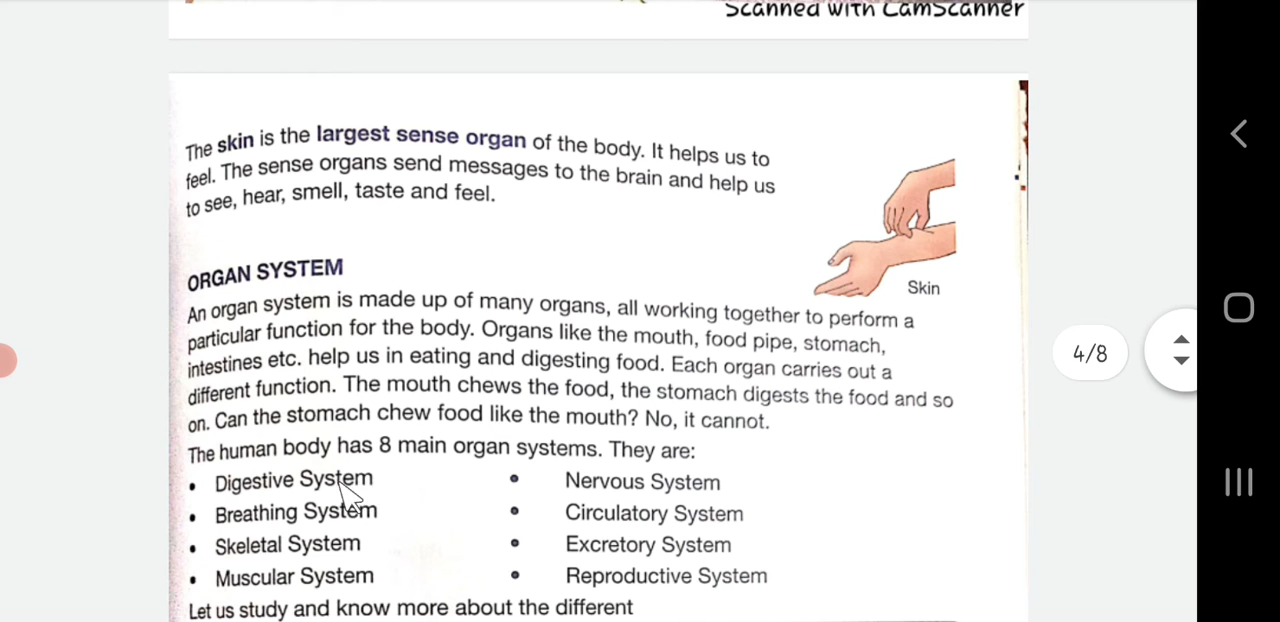 Scanned with CamScanner
The skin is the largest sense organ of the body. It helps us to
feel. The sense organs send messages to the brain and help us
to see, hear, smell, taste and feel.
Skin
ORGAN SYSTEM
An organ system is made up of many organs, all working together to perform a
particular function for the body. Organs like the mouth, food pipe, stomach,
intestines etc. help us in eating and digesting food. Each organ carries out a
different function. The mouth chews the food, the stomach digests the food and so
on. Can the stomach chew food like the mouth? No, it cannot.
The human body has 8 main organ systems. They are:
• Digestive System • Nervous System
• Breathing System • Circulatory System
• Skeletal System • Excretory System
• Muscular System • Reproductive System
Let us study and know more about the different
4/8